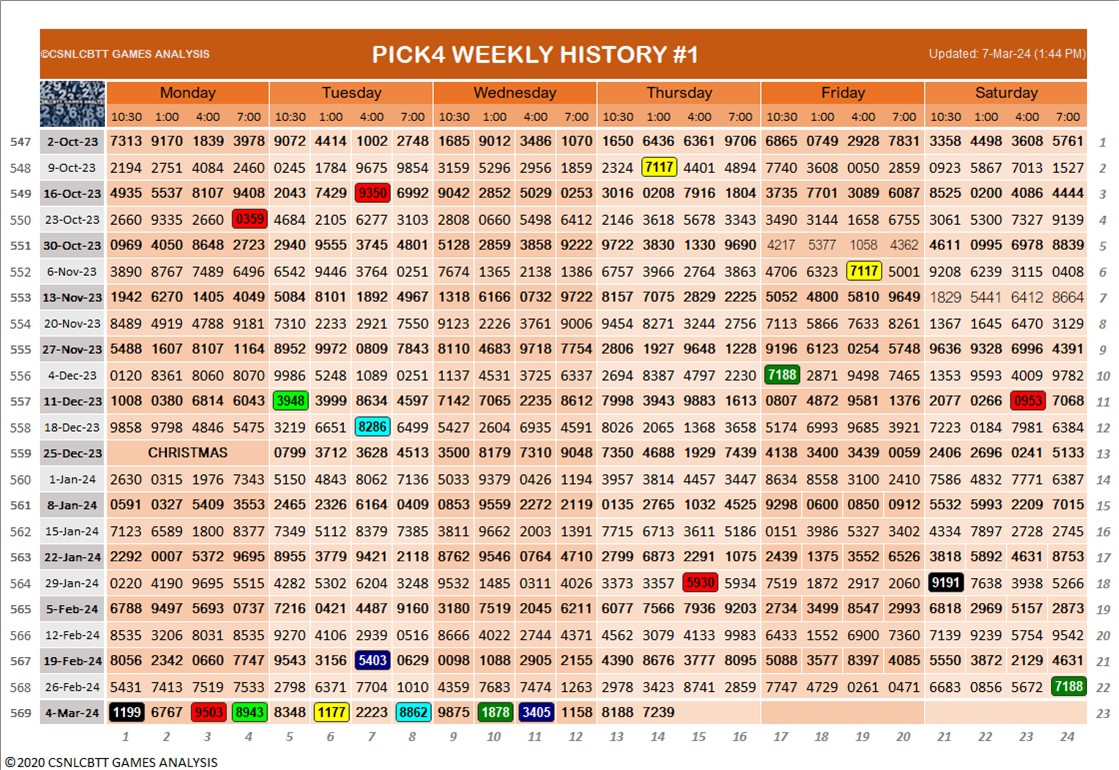 ©CSNLCBTT GAMES ANALYSIS PICK4 WEEKLY HISTORY #1 Updated: 7-Mar-24 (1:44 PM)
Monday Tuesday Wednesday Thursday Friday Saturday
10:30 1:00 4:00 7:00 10:30 1:00 4:00 7:00 10:30 1:00 4:00 7:00 10:30 1:00 4:00 7:00 10:30 1:00 4:00 7:00 10:30 1:00 4:00 7:00
547 2-Oct-23 7313 9170 1839 3978 9072 4414 1002 2748 1685 9012 3486 1070 1650 6436 6361 9706 6865 0749 2928 7831 3358 4498 3608 5761 1
548 9-Oct-23 2194 2751 4084 2460 0245 1784 9675 9854 3159 5296 2956 1859 2324 7117 4401 4894 7740 3608 0050 2859 0923 5867 7013 1527 2
549 16-Oct-23 4935 5537 8107 9408 2043 7429 9350 6992 9042 2852 5029 0253 3016 0208 7916 1804 3735 7701 3089 6087 8525 0200 4086 4444 3
550 23-Oct-23 2660 9335 2660 0359 4684 2105 6277 3103 2808 0660 5498 6412 2146 3618 5678 3343 3490 3144 1658 6755 3061 5300 7327 9139 4
551 30-Oct-23 0969 4050 8648 2723 2940 9555 3745 4801 5128 2859 3858 9222 9722 3830 1330 9690 4217 5377 1058 4362 4611 0995 6978 8839 5
552 6-Nov-23 3890 8767 7489 6496 6542 9446 3764 0251 7674 1365 2138 1386 6757 3966 2764 3863 4706 6323 7117 5001 9208 6239 3115 0408 6
553 13-Nov-23 1942 6270 1405 4049 5084 8101 1892 4967 1318 6166 0732 9722 8157 7075 2829 2225 5052 4800 5810 9649 1829 5441 6412 8664 7
554 20-Nov-23 8489 4919 4788 9181 7310 2233 2921 7550 9123 2226 3761 9006 9454 8271 3244 2756 7113 5866 7633 8261 1367 1645 6470 3129 8
555 27-Nov-23 5488 1607 8107 1164 8952 9972 0809 7843 8110 4683 9718 7754 2806 1927 9648 1228 9196 6123 0254 5748 9636 9328 6996 4391 9
556 4-Dec-23 0120 8361 8060 8070 9986 5248 1089 0251 1137 4531 3725 6337 2694 8387 4797 2230 7188 2871 9498 7465 1353 9593 4009 9782 10
557 11-Dec-23 1008 0380 6814 6043 3948 3999 8634 4597 7142 7065 2235 8612 7998 3943 9883 1613 0807 4872 9581 1376 2077 0266 0953 7068 11
558 18-Dec-23 9858 9798 4846 5475 3219 6651 8286 6499 5427 2604 6935 4591 8026 2065 1368 3658 5174 6993 9685 3921 7223 0184 7981 6384 12
559 25-Dec-23 CHRISTMAS 0799 3712 3628 4513 3500 8179 7310 9048 7350 4688 1929 7439 4138 3400 3439 0059 2406 2696 0241 5133 13
560 1-Jan-24 2630 0315 1976 7343 5150 4843 8062 7136 5033 9379 0426 1194 3957 3814 4457 3447 8634 8558 3100 2410 7586 4832 7771 6387 14
561 8-Jan-24 0591 0327 5409 3553 2465 2326 6164 0409 0853 9559 2272 2119 0135 2765 1032 4525 9298 0600 0850 0912 5532 5993 2209 7015 15
562 15-Jan-24 7123 6589 1800 8377 7349 5112 8379 7385 3811 9662 2003 1391 7715 6713 3611 5186 0151 3986 5327 3402 4334 7897 2728 2745 16
563 22-Jan-24 2292 0007 5372 9695 8955 3779 9421 2118 8762 9546 0764 4710 2799 6873 2291 1075 2439 1375 3552 6526 3818 5892 4631 8753 17
564 29-Jan-24 0220 4190 9695 5515 4282 5302 6204 3248 9532 1485 0311 4026 3373 3357 5930 5934 7519 1872 2917 2060 9191 7638 3938 5266 18
565 5-Feb-24 6788 9497 5693 0737 7216 0421 4487 9160 3180 7519 2045 6211 6077 7566 7936 9203 2734 3499 8547 2993 6818 2969 5157 2873 19
566 12-Feb-24 8535 3206 8031 8535 9270 4106 2939 0516 8666 4022 2744 4371 4562 3079 4133 9983 6433 1552 6900 7360 7139 9239 5754 9542 20
567 19-Feb-24 8056 2342 0660 7747 9543 3156 5403 0629 0098 1088 2905 2155 4390 8676 3777 8095 5088 3577 8397 4085 5550 3872 2129 4631 21
568 26-Feb-24 5431 7413 7519 7533 2798 6371 7704 1010 4359 7683 7474 1263 2978 3422 8741 2859 7747 4729 0261 0471 6683 0856 5672 7188 22
569 4-Mar-24 1199 6767 9503 8943 8348 1177 2223 8862 9875 1878 3405 1158 8188 7239 23
1 2 3 4 5 6 7 8 9 10 11 12 13 14 15 16 17 18 19 20 21 22 23 24
©2020 CSNLCBTT GAMES ANALYSIS